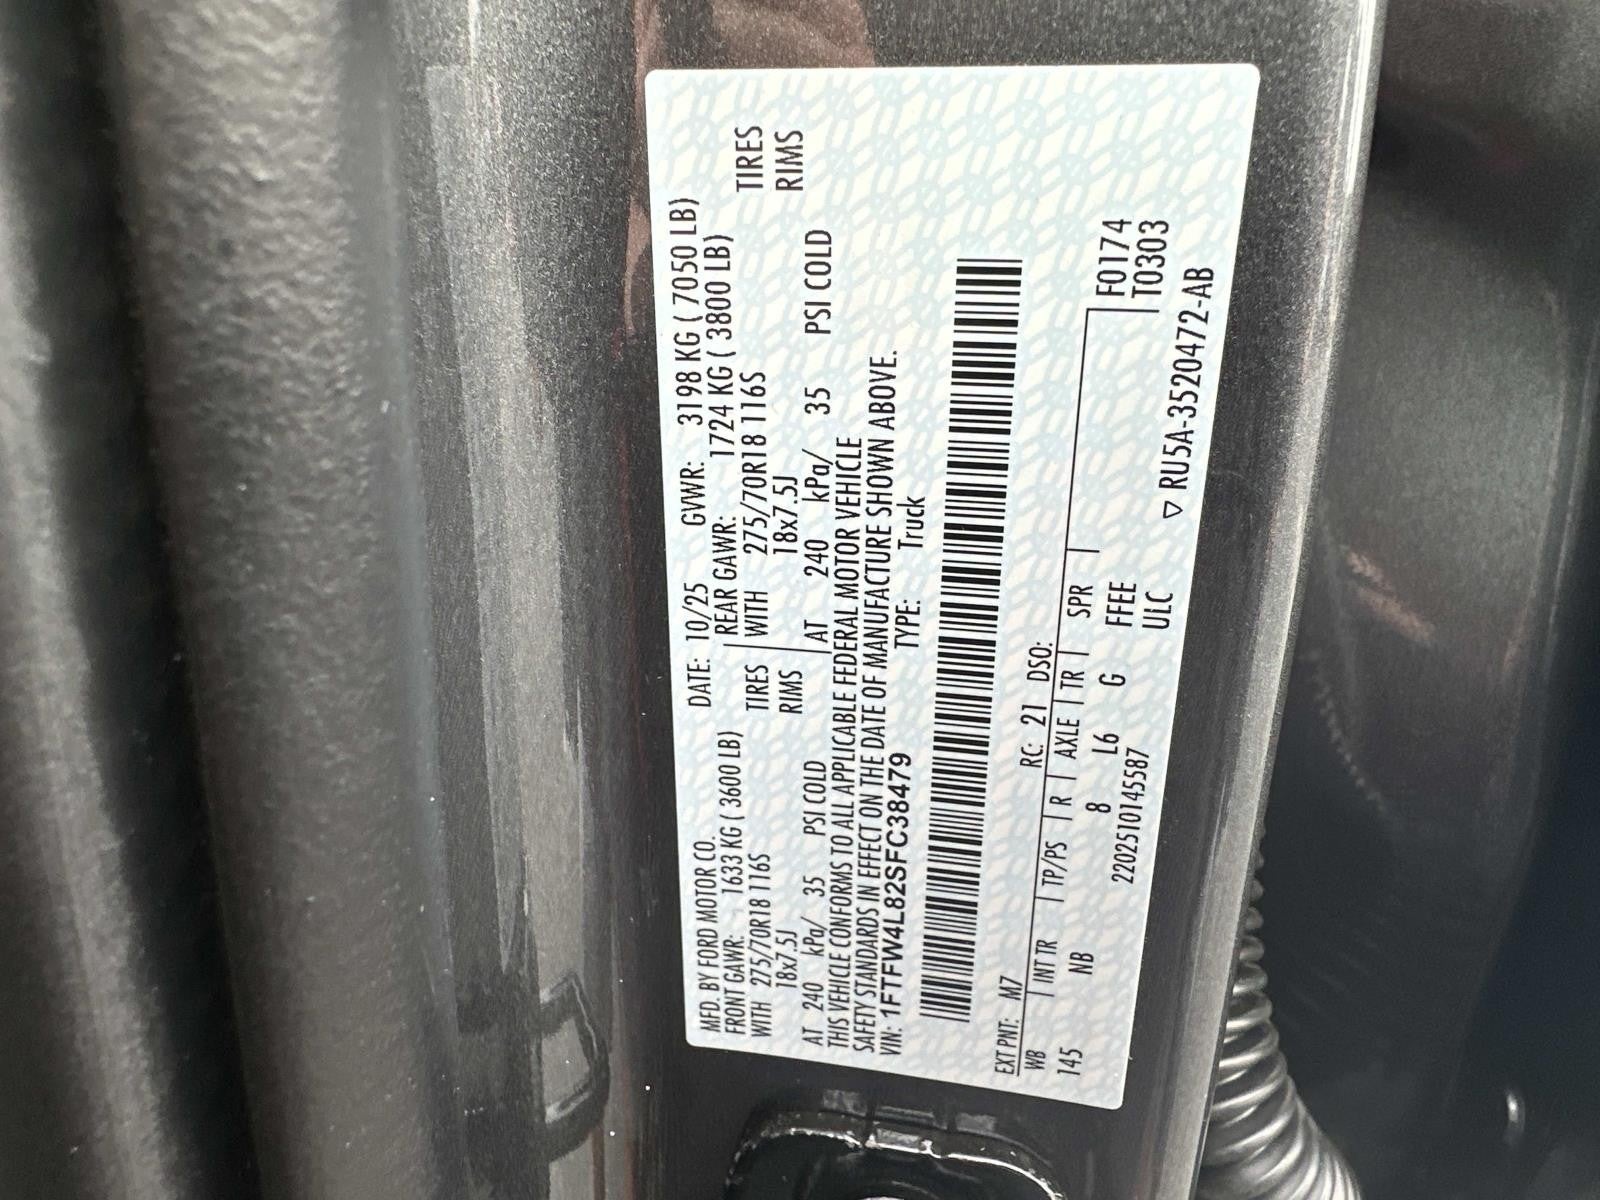 MFD. BY FORD MOTOR CO.
DATE: 10/25 GVWR: 3198 KG ( 7050 LB)
FRONT GAWR: 1633 KG ( 3600 LB) REAR GAWR: 1724 KG ( 3800 LB)
WITH 275/70R18 116S TIRES WITH 275/70R18 116S TIRES
18x7.5J RIMS 18x7.5J RIMS
AT 240 kPa/ 35 PSI COLD AT 240 kPa/ 35 PSI COLD
THIS VEHICLE CONFORMS TO ALL APPLICABLE FEDERAL MOTOR VEHICLE
SAFETY STANDARDS IN EFFECT ON THE DATE OF MANUFACTURE SHOWN ABOVE.
VIN: 1FTFW4L82SFC38479 TYPE: Truck
EXT PNT: M7 RC: 21 DSO:
WB INT TR TP/PS R AXLE TR SPR
145 NB 8 L6 G FFEE F0174
2202510145587 ULC T0303
▽ RU5A-3520472-AB